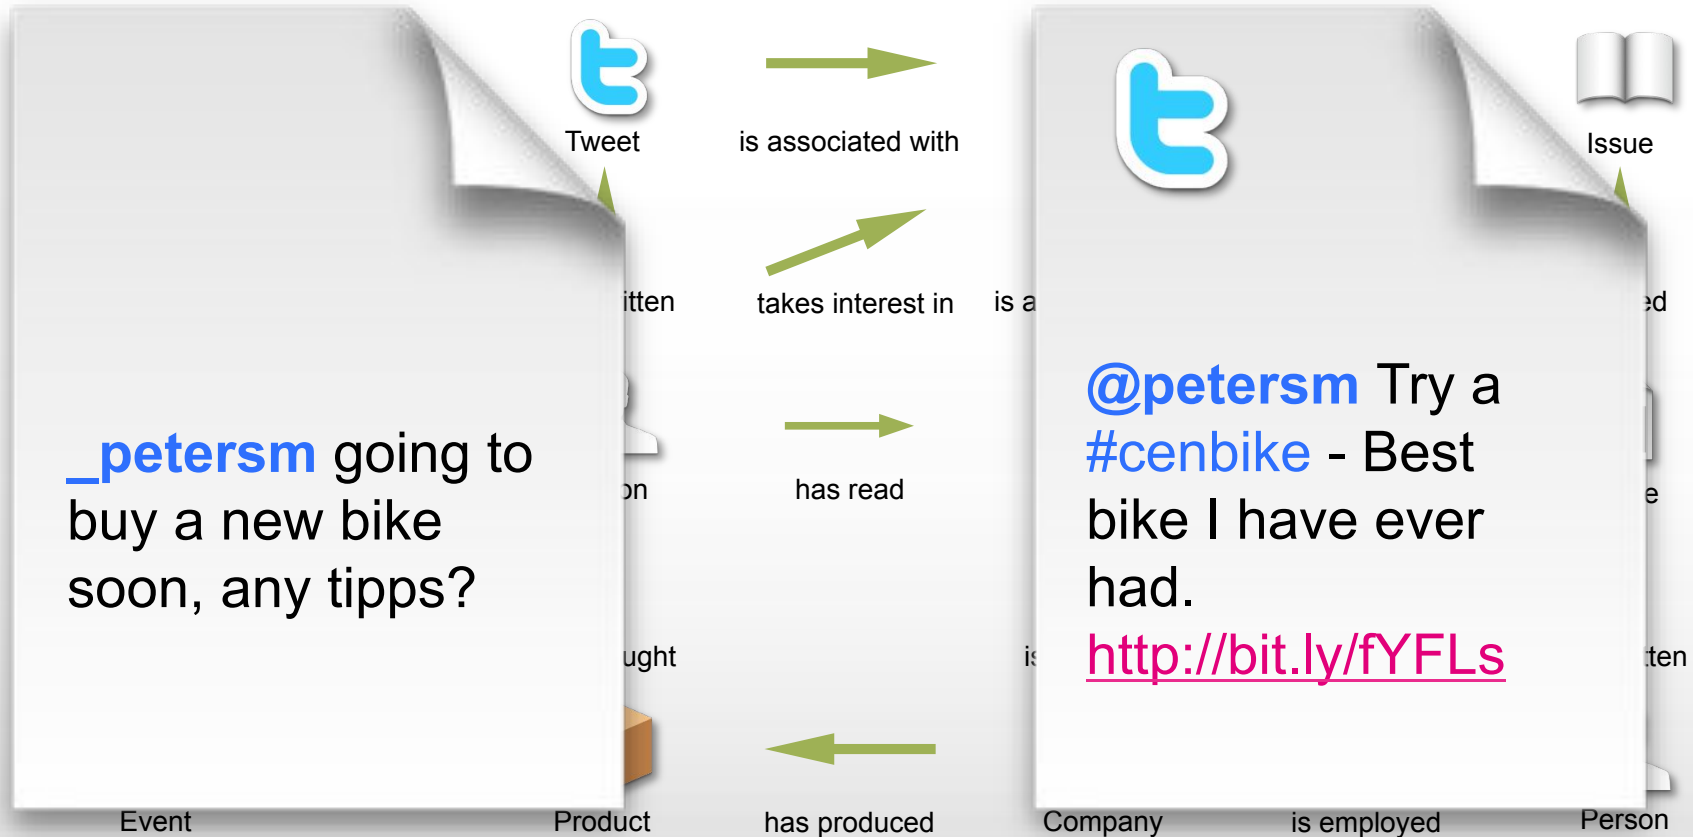 Tweet
is associated with
Issue
takes interest in
is a
_petersm going to
buy a new bike
soon, any tipps?
has read
@petersm Try a
#cenbike - Best
bike I have ever
had.
http://bit.ly/fYFLs
Event
Product
has produced
Company
is employed
Person